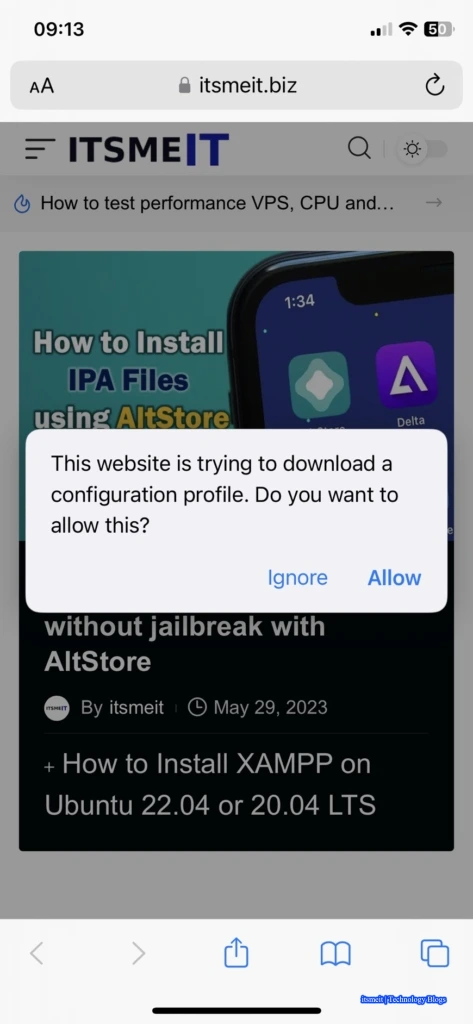 09:13
50
AA
itsmeit.biz
ITSMEIT
How to test performance VPS, CPU and...
1:34
How to Install
IPA Files
using AltStore
Delta
This website is trying to download a
configuration profile. Do you want to
allow this?
Ignore Allow
without jailbreak with
AltStore
By itsmeit May 29, 2023
+ How to Install XAMPP on
Ubuntu 22.04 or 20.04 LTS
itsmeit | Technology Blogs